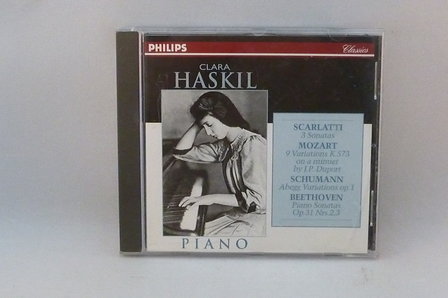 PHILIPS
Classics
CLARA
HASKIL
SCARLATTI
3 Sonatas
MOZART
9 Variations K.573
on a minuet
by J.P. Duport
SCHUMANN
Abegg Variations op.1
BEETHOVEN
Piano Sonatas
Op.31 Nrs.2,3
PIANO